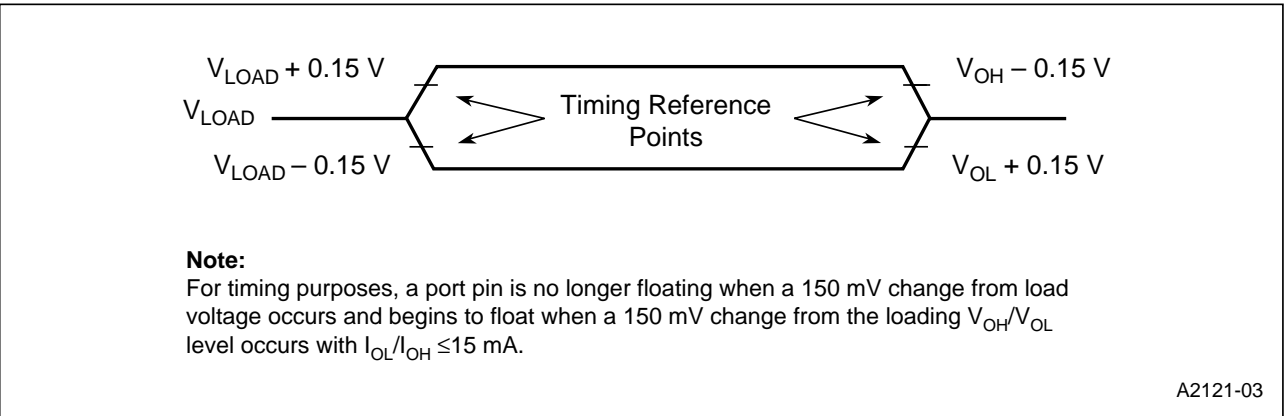 V_LOAD + 0.15 V
V_OH – 0.15 V
V_LOAD
Timing Reference
Points
V_LOAD – 0.15 V
V_OL + 0.15 V
Note:
For timing purposes, a port pin is no longer floating when a 150 mV change from load
voltage occurs and begins to float when a 150 mV change from the loading V_OH/V_OL
level occurs with I_OL/I_OH ≤15 mA.
A2121-03